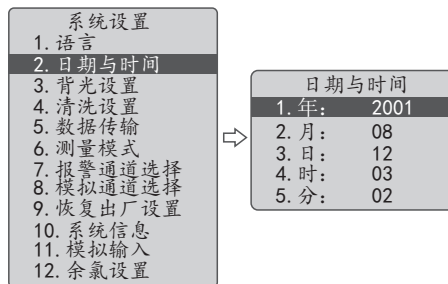 系统设置
1. 语言
2. 日期与时间
3. 背光设置
4. 清洗设置
5. 数据传输
6. 测量模式
7. 报警通道选择
8. 模拟通道选择
9. 恢复出厂设置
10. 系统信息
11. 模拟输入
12. 余氯设置
日期与时间
1. 年： 2001
2. 月： 08
3. 日： 12
4. 时： 03
5. 分： 02